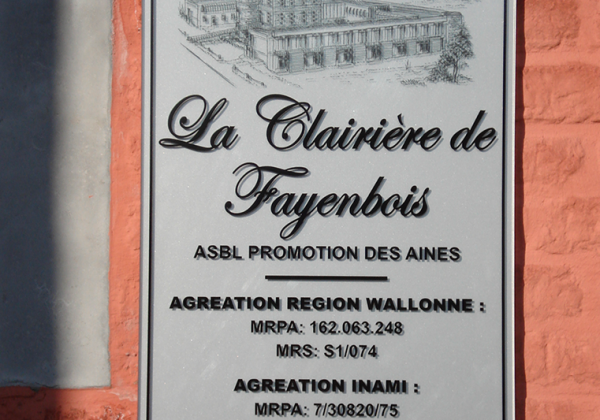 La Clairière de
Fayenbois
ASBL PROMOTION DES AINES
AGREATION REGION WALLONNE :
MRPA: 162.063.248
MRS: S1/074
AGREATION INAMI :
MRPA: 7/30820/75